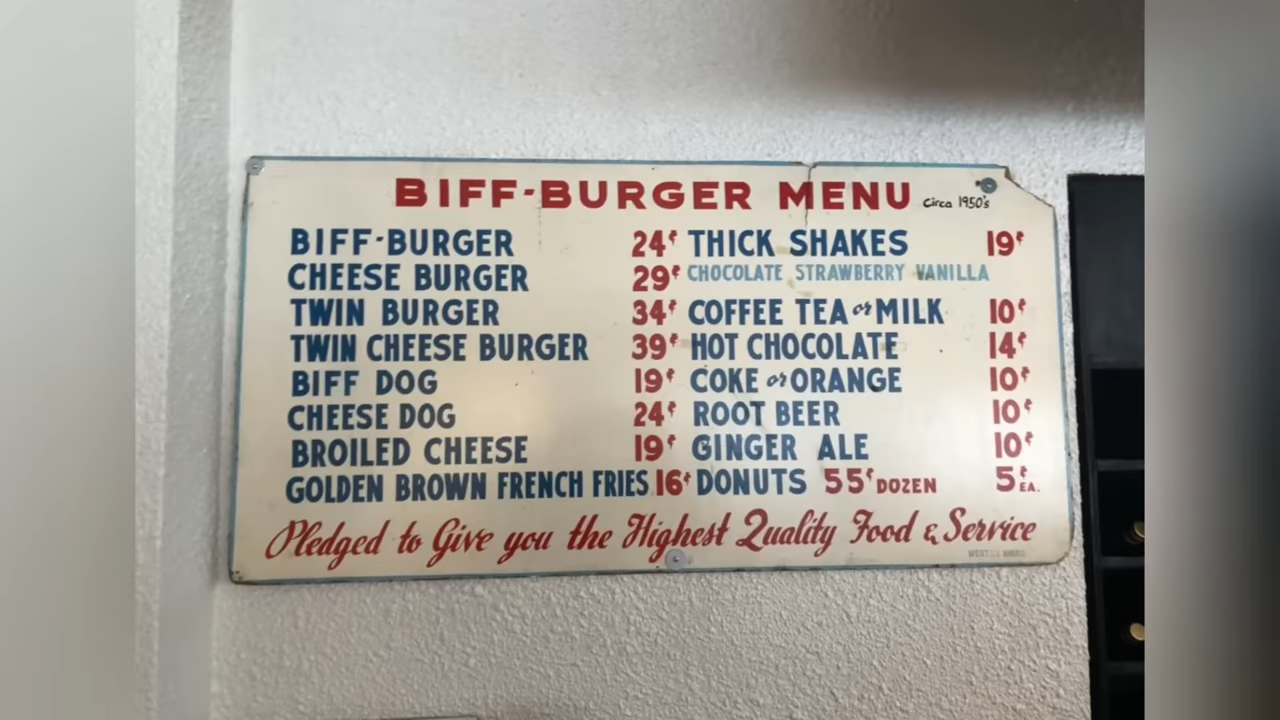 BIFF-BURGER MENU Circa 1950's
BIFF-BURGER 24¢
CHEESE BURGER 29¢
TWIN BURGER 34¢
TWIN CHEESE BURGER 39¢
BIFF DOG 19¢
CHEESE DOG 24¢
BROILED CHEESE 19¢
GOLDEN BROWN FRENCH FRIES 16¢
THICK SHAKES 19¢
CHOCOLATE STRAWBERRY VANILLA
COFFEE TEA or MILK 10¢
HOT CHOCOLATE 14¢
COKE or ORANGE 10¢
ROOT BEER 10¢
GINGER ALE 10¢
DONUTS 55¢ DOZEN 5¢ EA.
Pledged to Give you the Highest Quality Food & Service